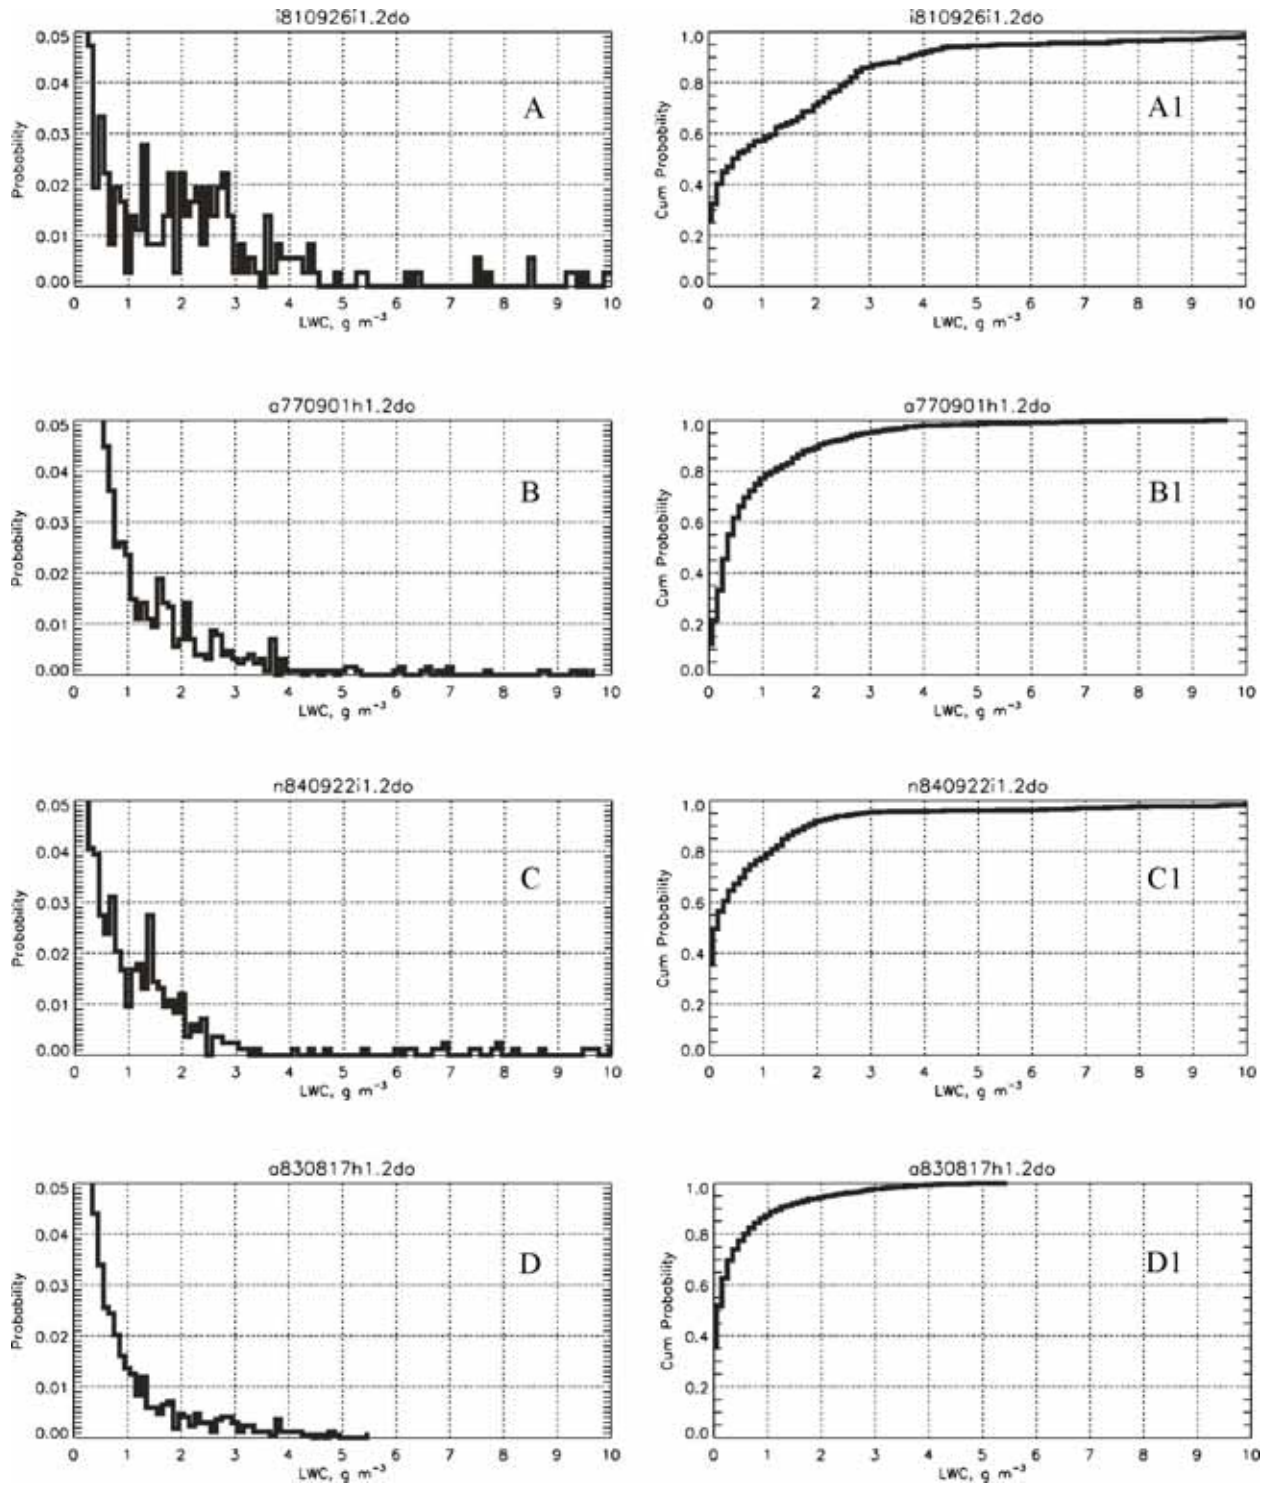 i810926i1.2do
i810926i1.2do
0.05
0.04
0.03
0.02
0.01
0.00
Probability
A
0 1 2 3 4 5 6 7 8 9 10
LWC, g m⁻³
1.0
0.8
0.6
0.4
0.2
0.0
Cum Probability
A1
0 1 2 3 4 5 6 7 8 9 10
LWC, g m⁻³
a770901h1.2do
a770901h1.2do
0.05
0.04
0.03
0.02
0.01
0.00
Probability
B
0 1 2 3 4 5 6 7 8 9 10
LWC, g m⁻³
1.0
0.8
0.6
0.4
0.2
0.0
Cum Probability
B1
0 1 2 3 4 5 6 7 8 9 10
LWC, g m⁻³
n840922i1.2do
n840922i1.2do
0.05
0.04
0.03
0.02
0.01
0.00
Probability
C
0 1 2 3 4 5 6 7 8 9 10
LWC, g m⁻³
1.0
0.8
0.6
0.4
0.2
0.0
Cum Probability
C1
0 1 2 3 4 5 6 7 8 9 10
LWC, g m⁻³
a830817h1.2do
a830817h1.2do
0.05
0.04
0.03
0.02
0.01
0.00
Probability
D
0 1 2 3 4 5 6 7 8 9 10
LWC, g m⁻³
1.0
0.8
0.6
0.4
0.2
0.0
Cum Probability
D1
0 1 2 3 4 5 6 7 8 9 10
LWC, g m⁻³